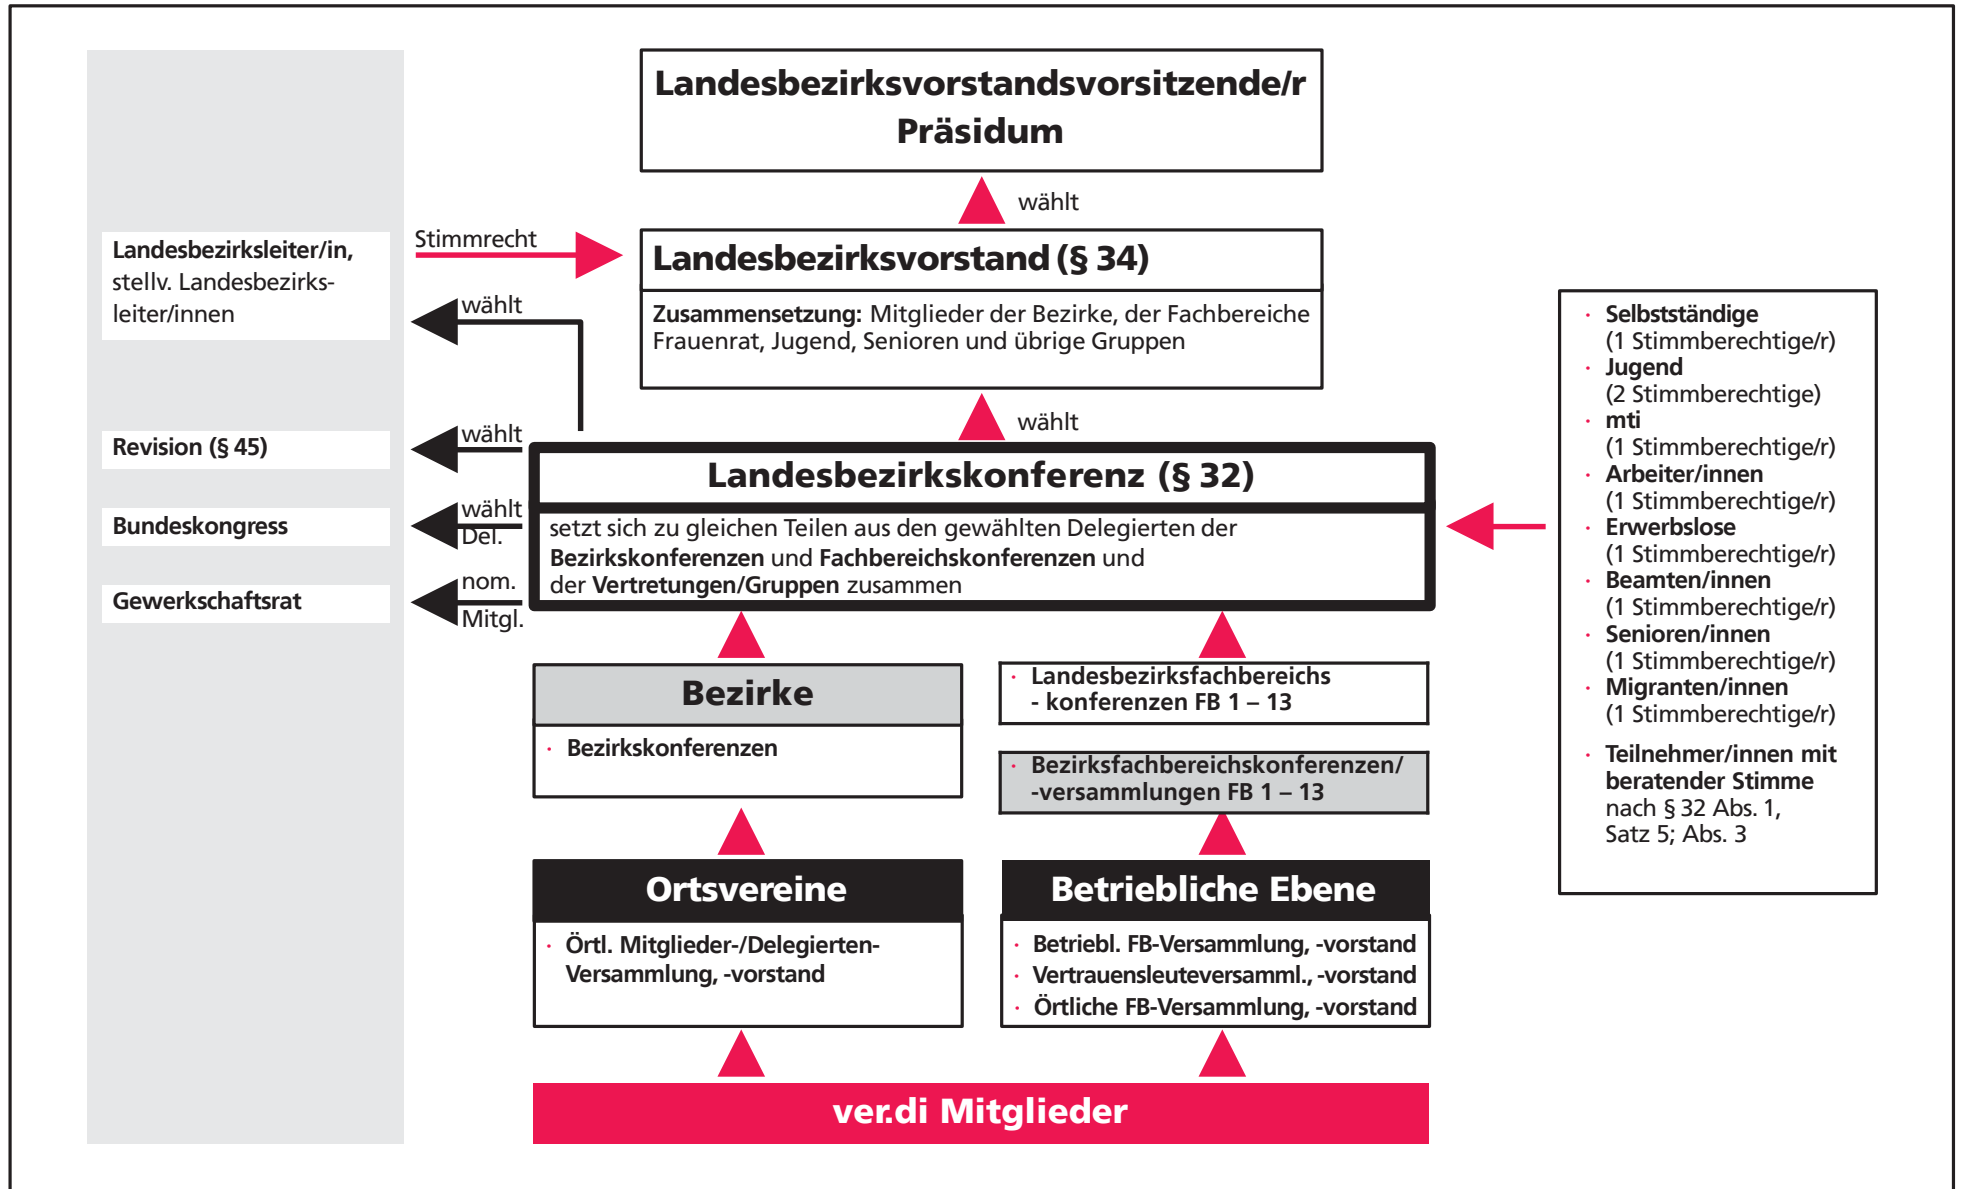 Landesbezirksvorstandsvorsitzende/r
Präsidum
wählt
Landesbezirksleiter/in,
stellv. Landesbezirks-
leiter/innen
Stimmrecht
wählt
Landesbezirksvorstand (§ 34)
Zusammensetzung: Mitglieder der Bezirke, der Fachbereiche
Frauenrat, Jugend, Senioren und übrige Gruppen
wählt
Revision (§ 45)
wählt
Bundeskongress
wählt
Del.
Gewerkschaftsrat
nom.
Mitgl.
Landesbezirkskonferenz (§ 32)
setzt sich zu gleichen Teilen aus den gewählten Delegierten der
Bezirkskonferenzen und Fachbereichskonferenzen und
der Vertretungen/Gruppen zusammen
· Selbstständige
(1 Stimmberechtige/r)
· Jugend
(2 Stimmberechtige)
· mti
(1 Stimmberechtige/r)
· Arbeiter/innen
(1 Stimmberechtige/r)
· Erwerbslose
(1 Stimmberechtige/r)
· Beamten/innen
(1 Stimmberechtige/r)
· Senioren/innen
(1 Stimmberechtige/r)
· Migranten/innen
(1 Stimmberechtige/r)
· Teilnehmer/innen mit
beratender Stimme
nach § 32 Abs. 1,
Satz 5; Abs. 3
Bezirke
· Bezirkskonferenzen
· Landesbezirksfachbereichs
- konferenzen FB 1 – 13
· Bezirksfachbereichskonferenzen/
-versammlungen FB 1 – 13
Ortsvereine
· Örtl. Mitglieder-/Delegierten-
Versammlung, -vorstand
Betriebliche Ebene
· Betriebl. FB-Versammlung, -vorstand
· Vertrauensleuteversamml., -vorstand
· Örtliche FB-Versammlung, -vorstand
ver.di Mitglieder